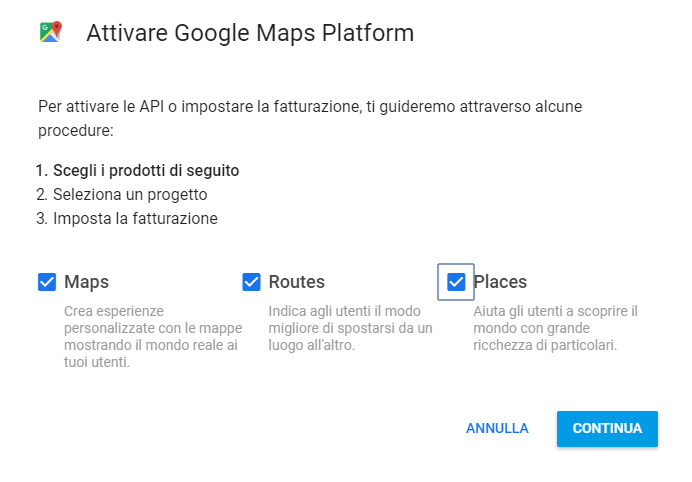 Attivare Google Maps Platform
Per attivare le API o impostare la fatturazione, ti guideremo attraverso alcune
procedure:
1. Scegli i prodotti di seguito
2. Seleziona un progetto
3. Imposta la fatturazione
Maps
Crea esperienze
personalizzate con le mappe
mostrando il mondo reale ai
tuoi utenti.
Routes
Indica agli utenti il modo
migliore di spostarsi da un
luogo all'altro.
Places
Aiuta gli utenti a scoprire il
mondo con grande
ricchezza di particolari.
ANNULLA
CONTINUA